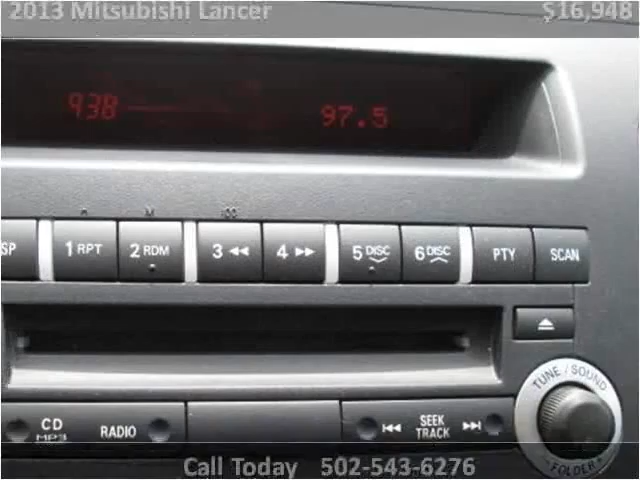 2013 Mitsubishi Lancer $16,948
938 97.5
H M :00
SP 1 RPT 2 RDM 3 ◄◄ 4 ►► 5 DISC 6 DISC PTY SCAN
TUNE / SOUND
CD MP3 RADIO SEEK TRACK
FOLDER
Call Today 502-543-6276